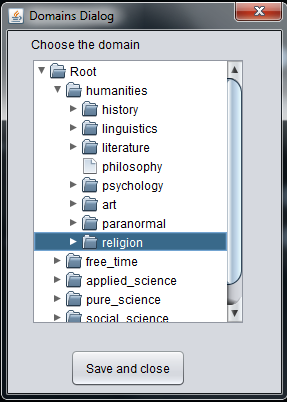 Domains Dialog
Choose the domain
Root
humanities
history
linguistics
literature
philosophy
psychology
art
paranormal
religion
free_time
applied_science
pure_science
social_science
Save and close